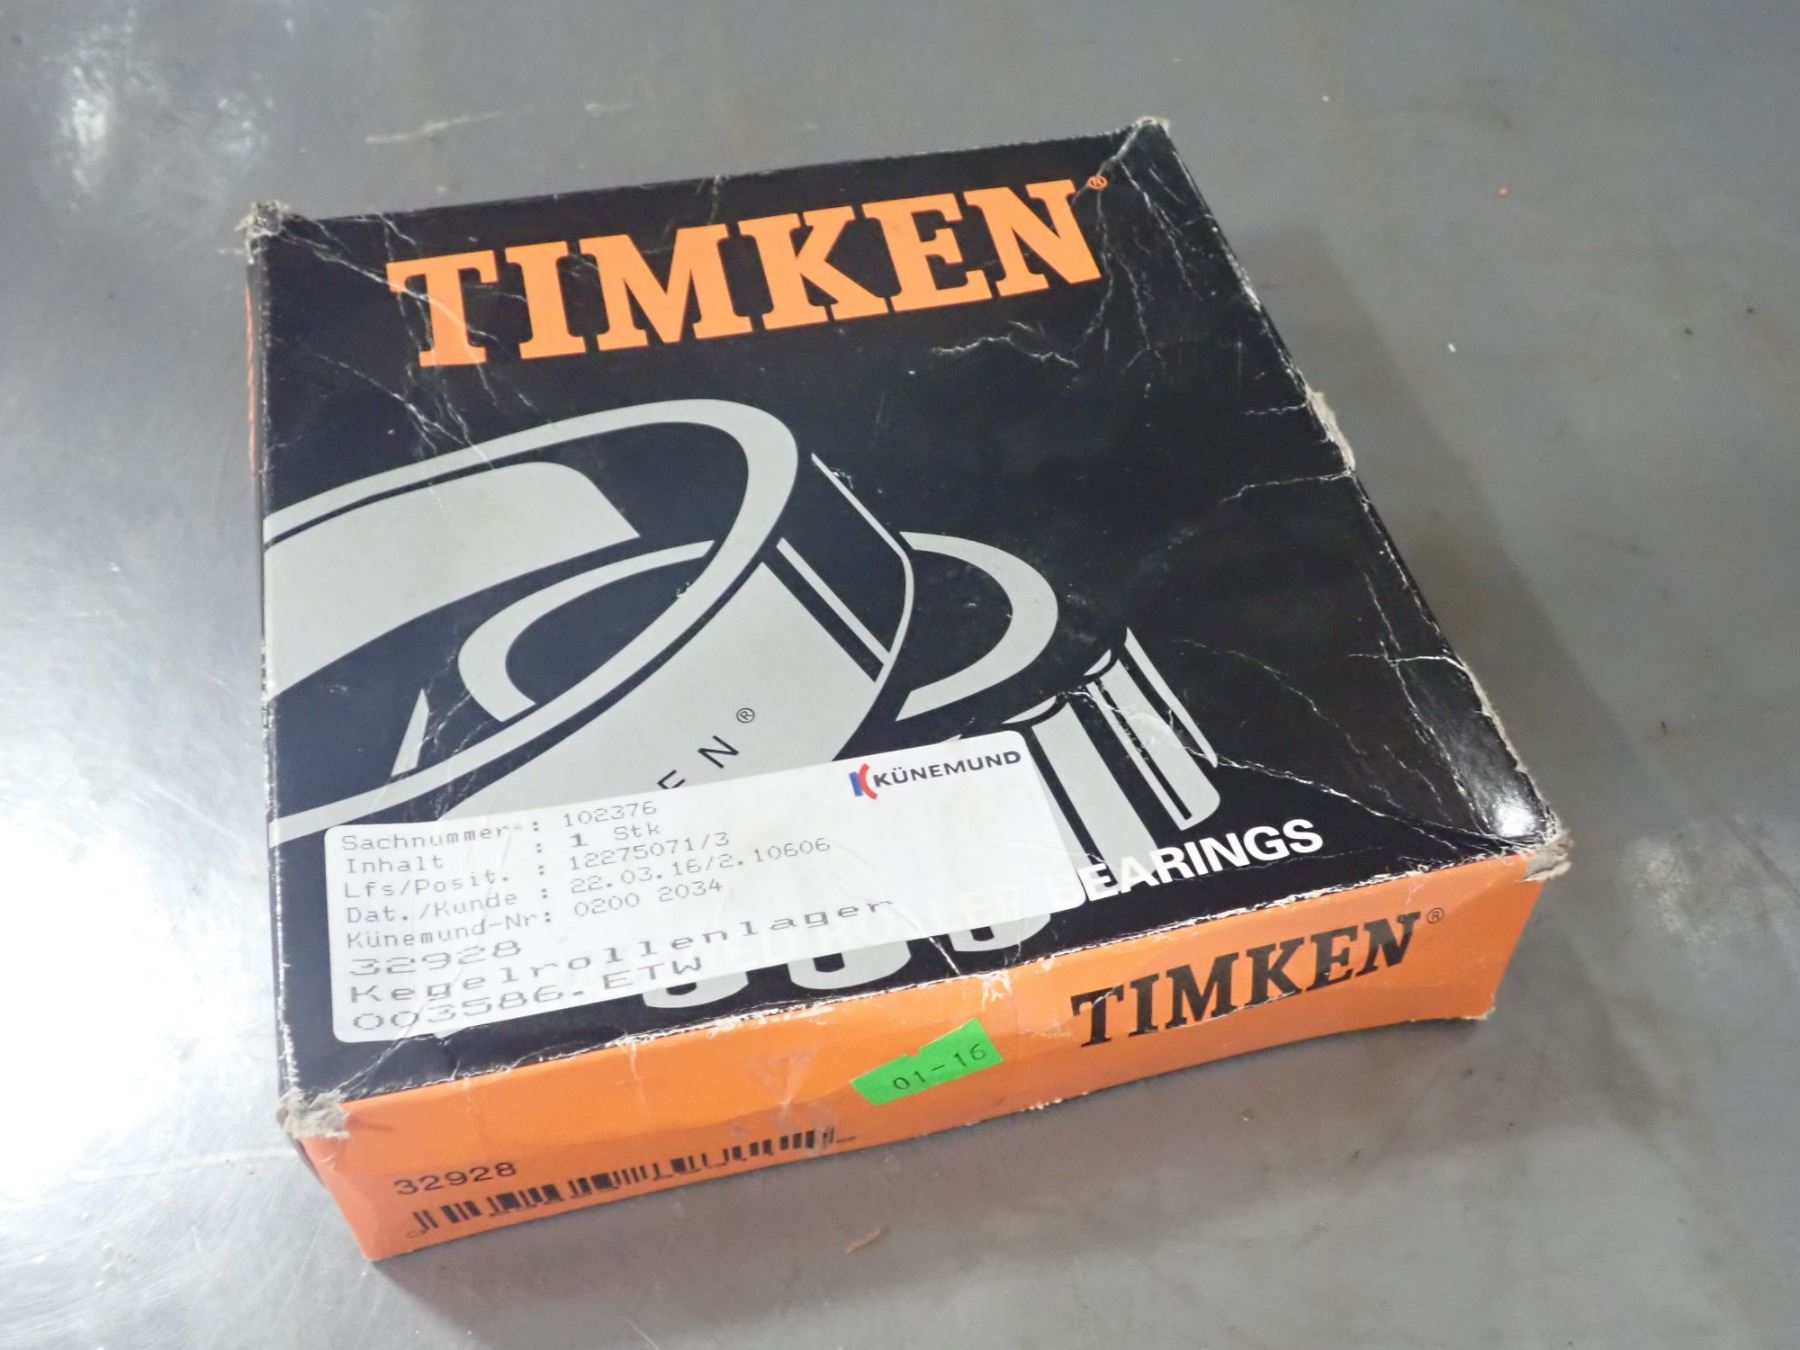 TIMKEN®
EN®
KÜNEMUND
Sachnummer : 102376
Inhalt : 1 Stk
Lfs/Posit. : 12275071/3
Dat./Kunde : 22.03.16/2.10606
Künemund-Nr: 0200 2034
32928
Kegelrollenlager
003586.ETW
BEARINGS
TIMKEN®
01-16
32928